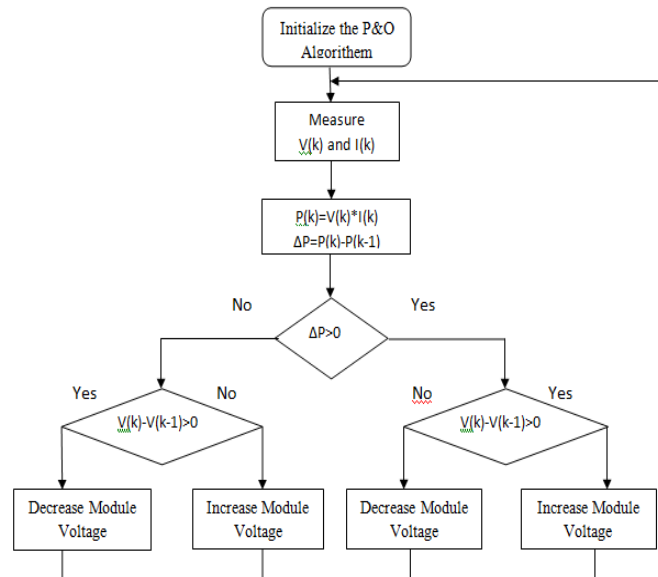 Initialize the P&O
Algorithem
Measure
V(k) and I(k)
P(k)=V(k)*I(k)
ΔP=P(k)-P(k-1)
No
Yes
ΔP>0
Yes
No
No
Yes
V(k)-V(k-1)>0
V(k)-V(k-1)>0
Decrease Module
Voltage
Increase Module
Voltage
Decrease Module
Voltage
Increase Module
Voltage